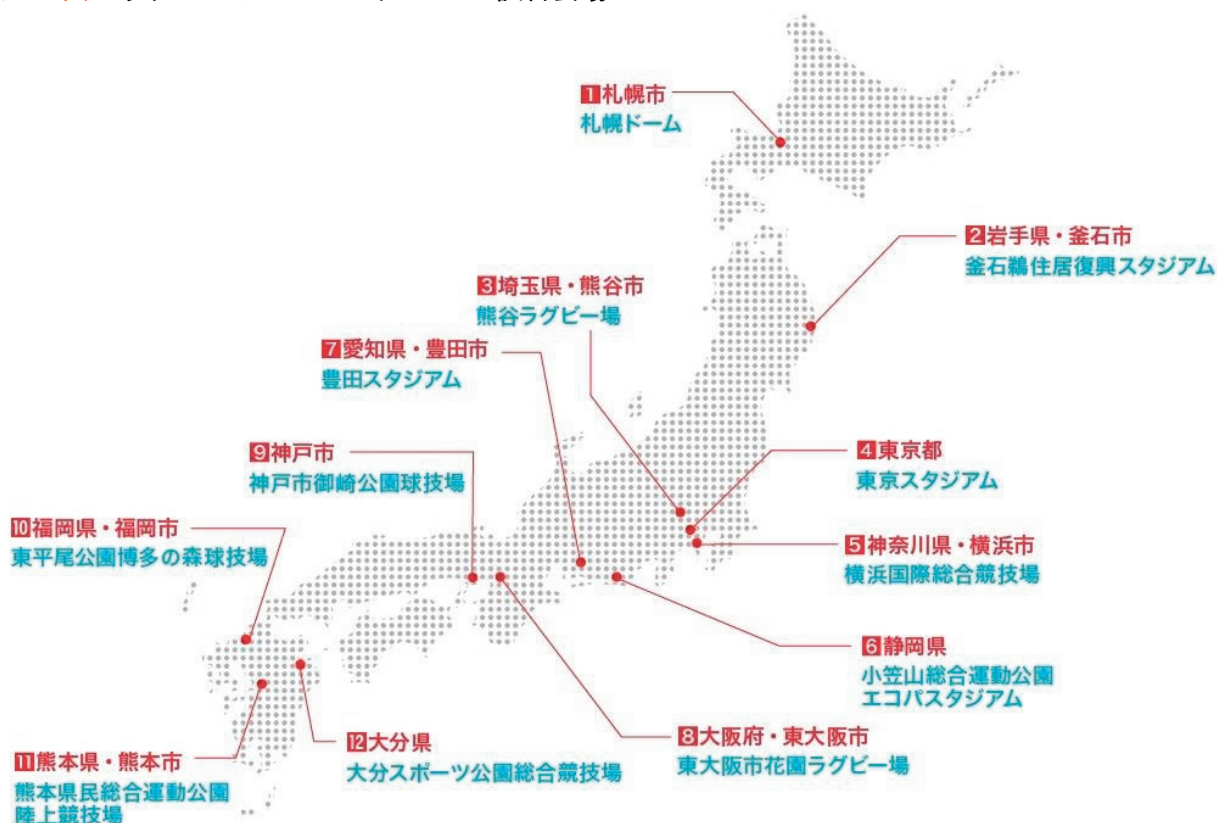 1札幌市
札幌ドーム
2岩手県・釜石市
釜石鵜住居復興スタジアム
3埼玉県・熊谷市
熊谷ラグビー場
7愛知県・豊田市
豊田スタジアム
9神戸市
神戸市御崎公園球技場
4東京都
東京スタジアム
10福岡県・福岡市
東平尾公園博多の森球技場
5神奈川県・横浜市
横浜国際総合競技場
6静岡県
小笠山総合運動公園
エコパスタジアム
8大阪府・東大阪市
東大阪市花園ラグビー場
12大分県
大分スポーツ公園総合競技場
11熊本県・熊本市
熊本県民総合運動公園
陸上競技場